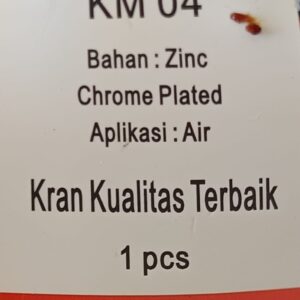 KM 04
Bahan : Zinc
Chrome Plated
Aplikasi : Air
Kran Kualitas Terbaik
1 pcs